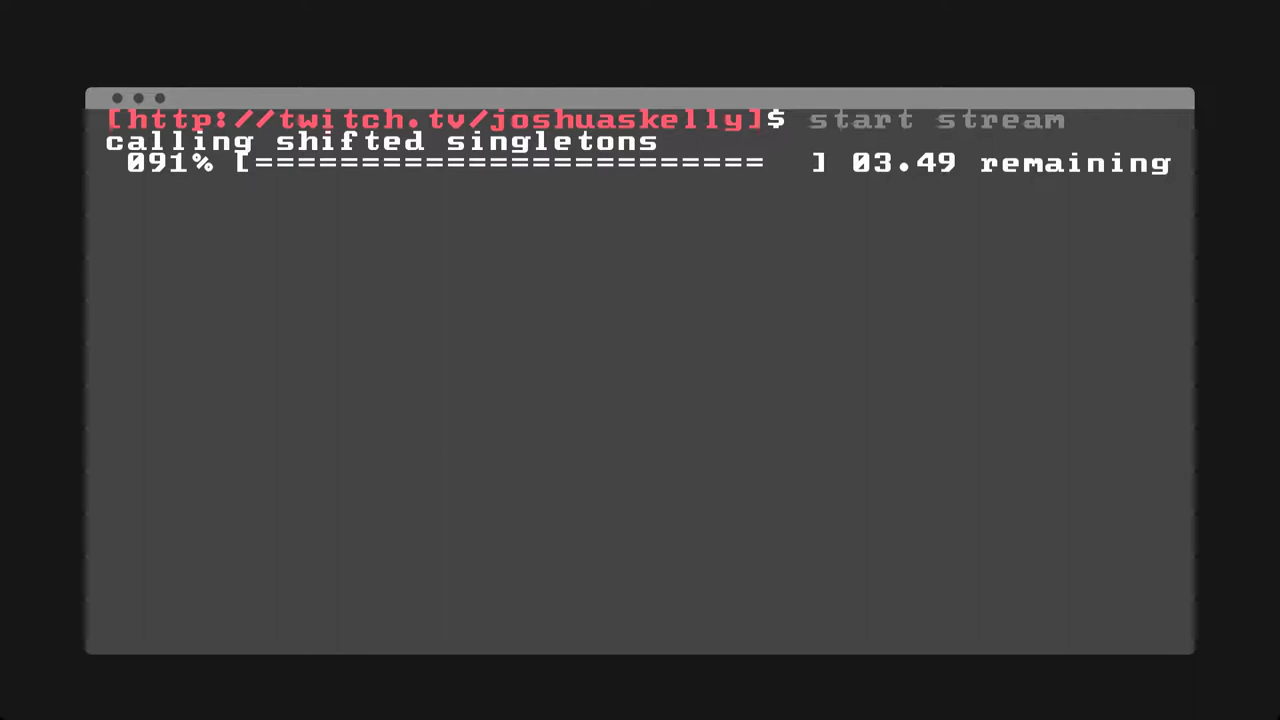 [http://twitch.tv/joshuaskelly]$ start stream
calling shifted singletons
091% [======================== ] 03.49 remaining